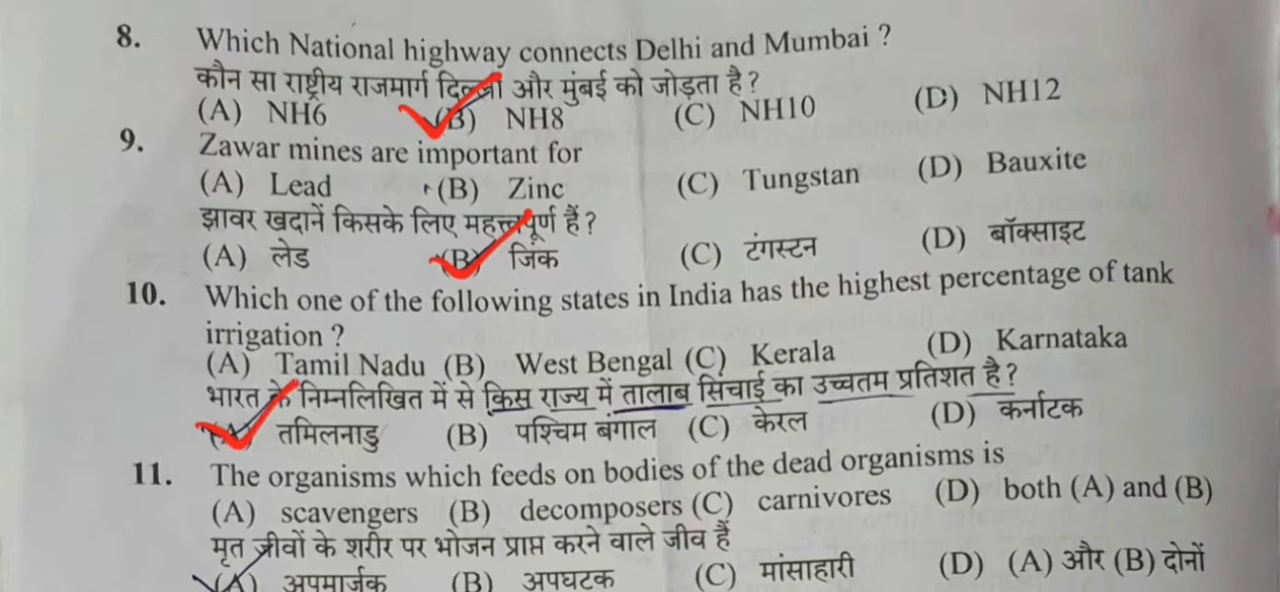 8. Which National highway connects Delhi and Mumbai ?
कौन सा राष्ट्रीय राजमार्ग दिल्ली और मुंबई को जोड़ता है?
(A) NH6 (B) NH8 (C) NH10 (D) NH12
9. Zawar mines are important for
(A) Lead (B) Zinc (C) Tungstan (D) Bauxite
झावर खदानें किसके लिए महत्त्वपूर्ण हैं?
(A) लेड (B) जिंक (C) टंगस्टन (D) बॉक्साइट
10. Which one of the following states in India has the highest percentage of tank
irrigation ?
(A) Tamil Nadu (B) West Bengal (C) Kerala (D) Karnataka
भारत के निम्नलिखित में से किस राज्य में तालाब सिचाई का उच्चतम प्रतिशत है?
(A) तमिलनाडु (B) पश्चिम बंगाल (C) केरल (D) कर्नाटक
11. The organisms which feeds on bodies of the dead organisms is
(A) scavengers (B) decomposers (C) carnivores (D) both (A) and (B)
मृत जीवों के शरीर पर भोजन प्राप्त करने वाले जीव हैं
(A) अपमार्जक (B) अपघटक (C) मांसाहारी (D) (A) और (B) दोनों